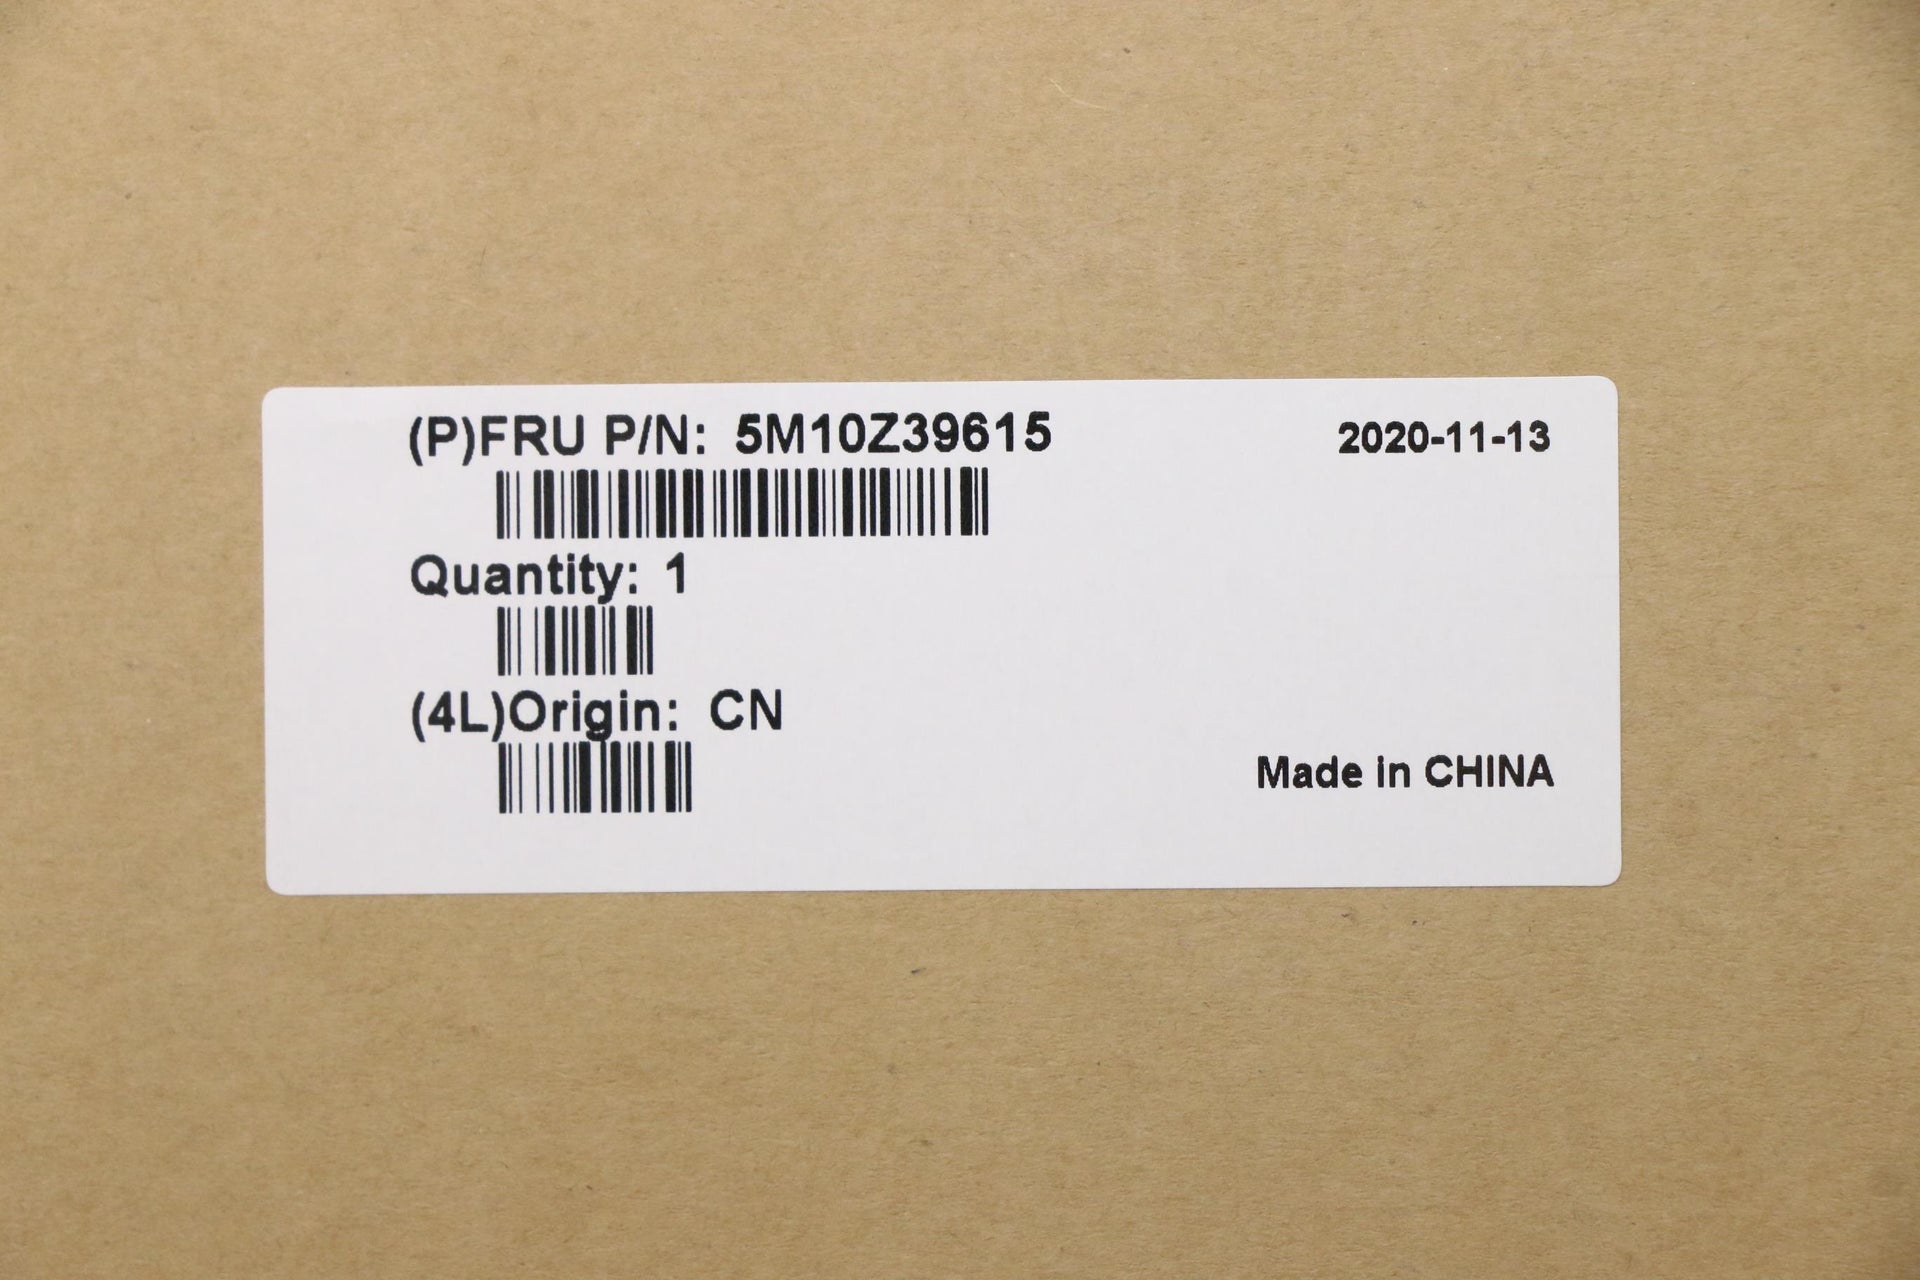 (P)FRU P/N: 5M10Z39615
2020-11-13
Quantity: 1
(4L)Origin: CN
Made in CHINA